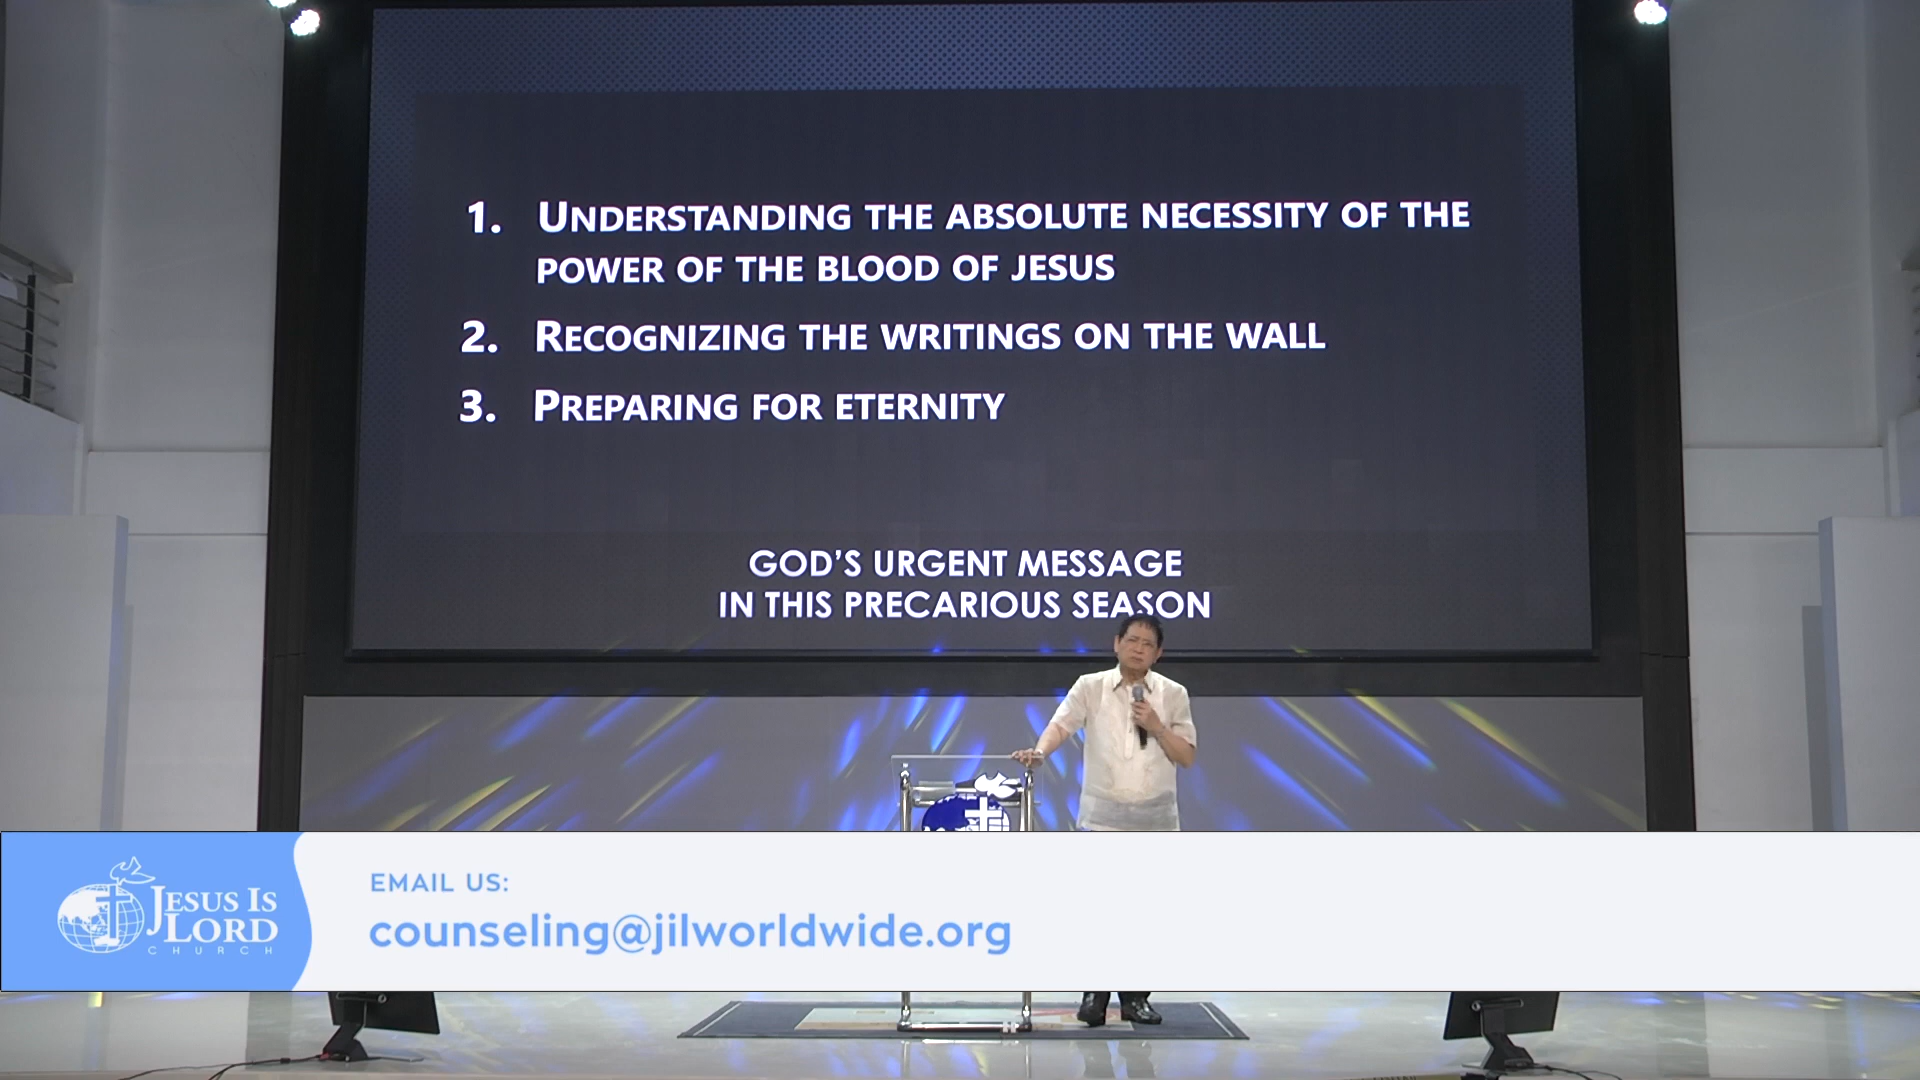 1. UNDERSTANDING THE ABSOLUTE NECESSITY OF THE
POWER OF THE BLOOD OF JESUS
2. RECOGNIZING THE WRITINGS ON THE WALL
3. PREPARING FOR ETERNITY
GOD'S URGENT MESSAGE
IN THIS PRECARIOUS SEASON
JESUS IS
LORD
CHURCH
EMAIL US:
counseling@jilworldwide.org